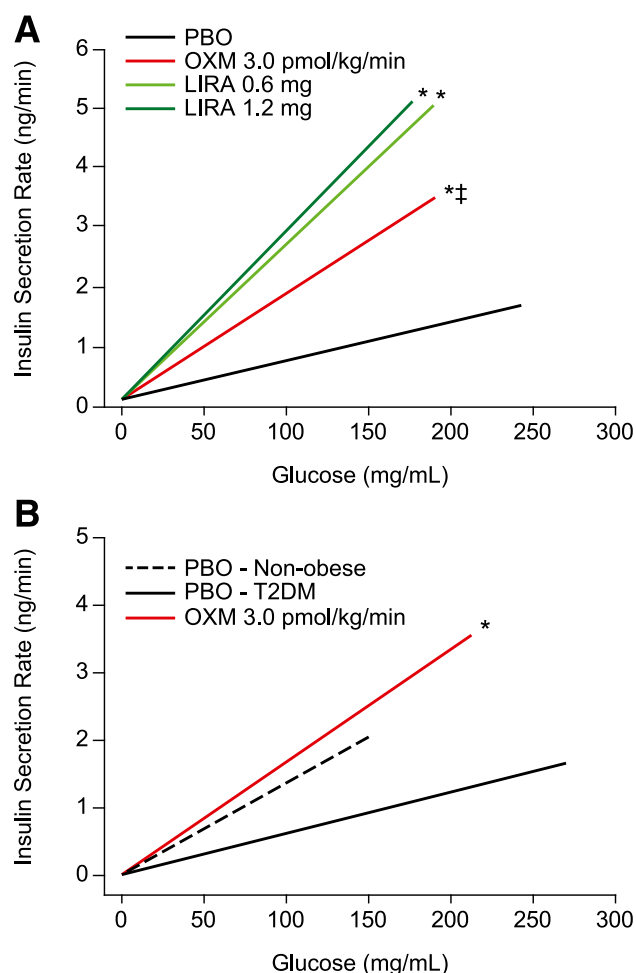 A
PBO
OXM 3.0 pmol/kg/min
LIRA 0.6 mg
LIRA 1.2 mg
* *
*‡
Insulin Secretion Rate (ng/min)
6
5
4
3
2
1
0
0 50 100 150 200 250 300
Glucose (mg/mL)
B
PBO - Non-obese
PBO - T2DM
OXM 3.0 pmol/kg/min
*
Insulin Secretion Rate (ng/min)
5
4
3
2
1
0
0 50 100 150 200 250 300
Glucose (mg/mL)